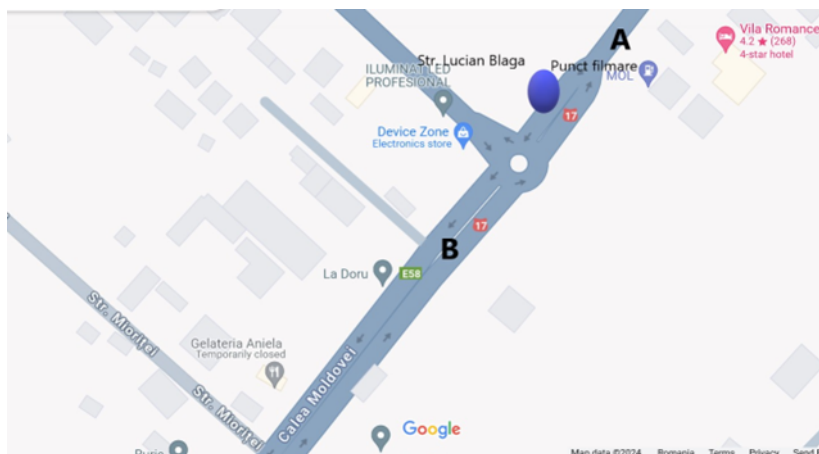 A
Vila Romance
4.2 ★ (268)
4-star hotel
Str. Lucian Blaga
Punct filmare
ILUMINAT LED
PROFESIONAL
MOL
17
Device Zone
Electronics store
17
B
La Doru
E58
Str. Mioriței
Gelateria Aniela
Temporarily closed
Calea Moldovei
Str. Mioriței
Google
Map data ©2024 Romania Terms Privacy Send